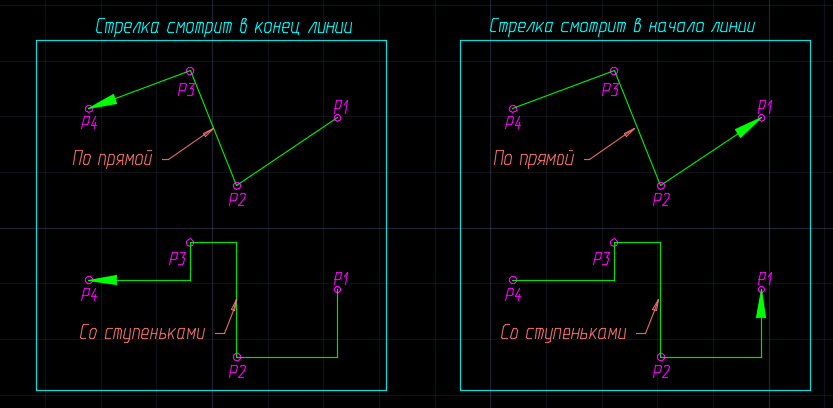 Стрелка смотрит в конец линии
P3
P1
P4
По прямой
P2
P3
P1
P4
Со ступеньками
P2
Стрелка смотрит в начало линии
P3
P1
P4
По прямой
P2
P3
P1
P4
Со ступеньками
P2